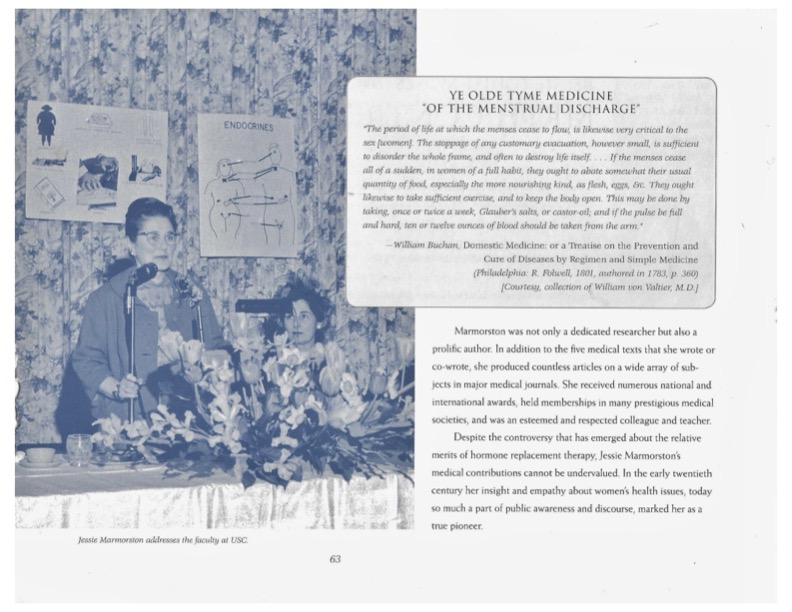 ENDOCRINES
YE OLDE TYME MEDICINE
"OF THE MENSTRUAL DISCHARGE"
"The period of life at which the menses cease to flow, is likewise very critical to the
sex [women]. The stoppage of any customary evacuation, however small, is sufficient
to disorder the whole frame, and often to destroy life itself. . . . If the menses cease
all of a sudden, in women of a full habit, they ought to abate somewhat their usual
quantity of food, especially the more nourishing kind, as flesh, eggs, &c. They ought
likewise to take sufficient exercise, and to keep the body open. This may be done by
taking, once or twice a week, Glauber's salts, or castor-oil; and if the pulse be full
and hard, ten or twelve ounces of blood should be taken from the arm."
—William Buchan, Domestic Medicine: or a Treatise on the Prevention and
Cure of Diseases by Regimen and Simple Medicine
(Philadelphia: R. Folwell, 1801, authored in 1783, p. 360)
[Courtesy, collection of William von Valtier, M.D.]
Marmorston was not only a dedicated researcher but also a
prolific author. In addition to the five medical texts that she wrote or
co-wrote, she produced countless articles on a wide array of sub-
jects in major medical journals. She received numerous national and
international awards, held memberships in many prestigious medical
societies, and was an esteemed and respected colleague and teacher.
Despite the controversy that has emerged about the relative
merits of hormone replacement therapy, Jessie Marmorston's
medical contributions cannot be undervalued. In the early twentieth
century her insight and empathy about women's health issues, today
so much a part of public awareness and discourse, marked her as a
true pioneer.
Jessie Marmorston addresses the faculty at USC.
63